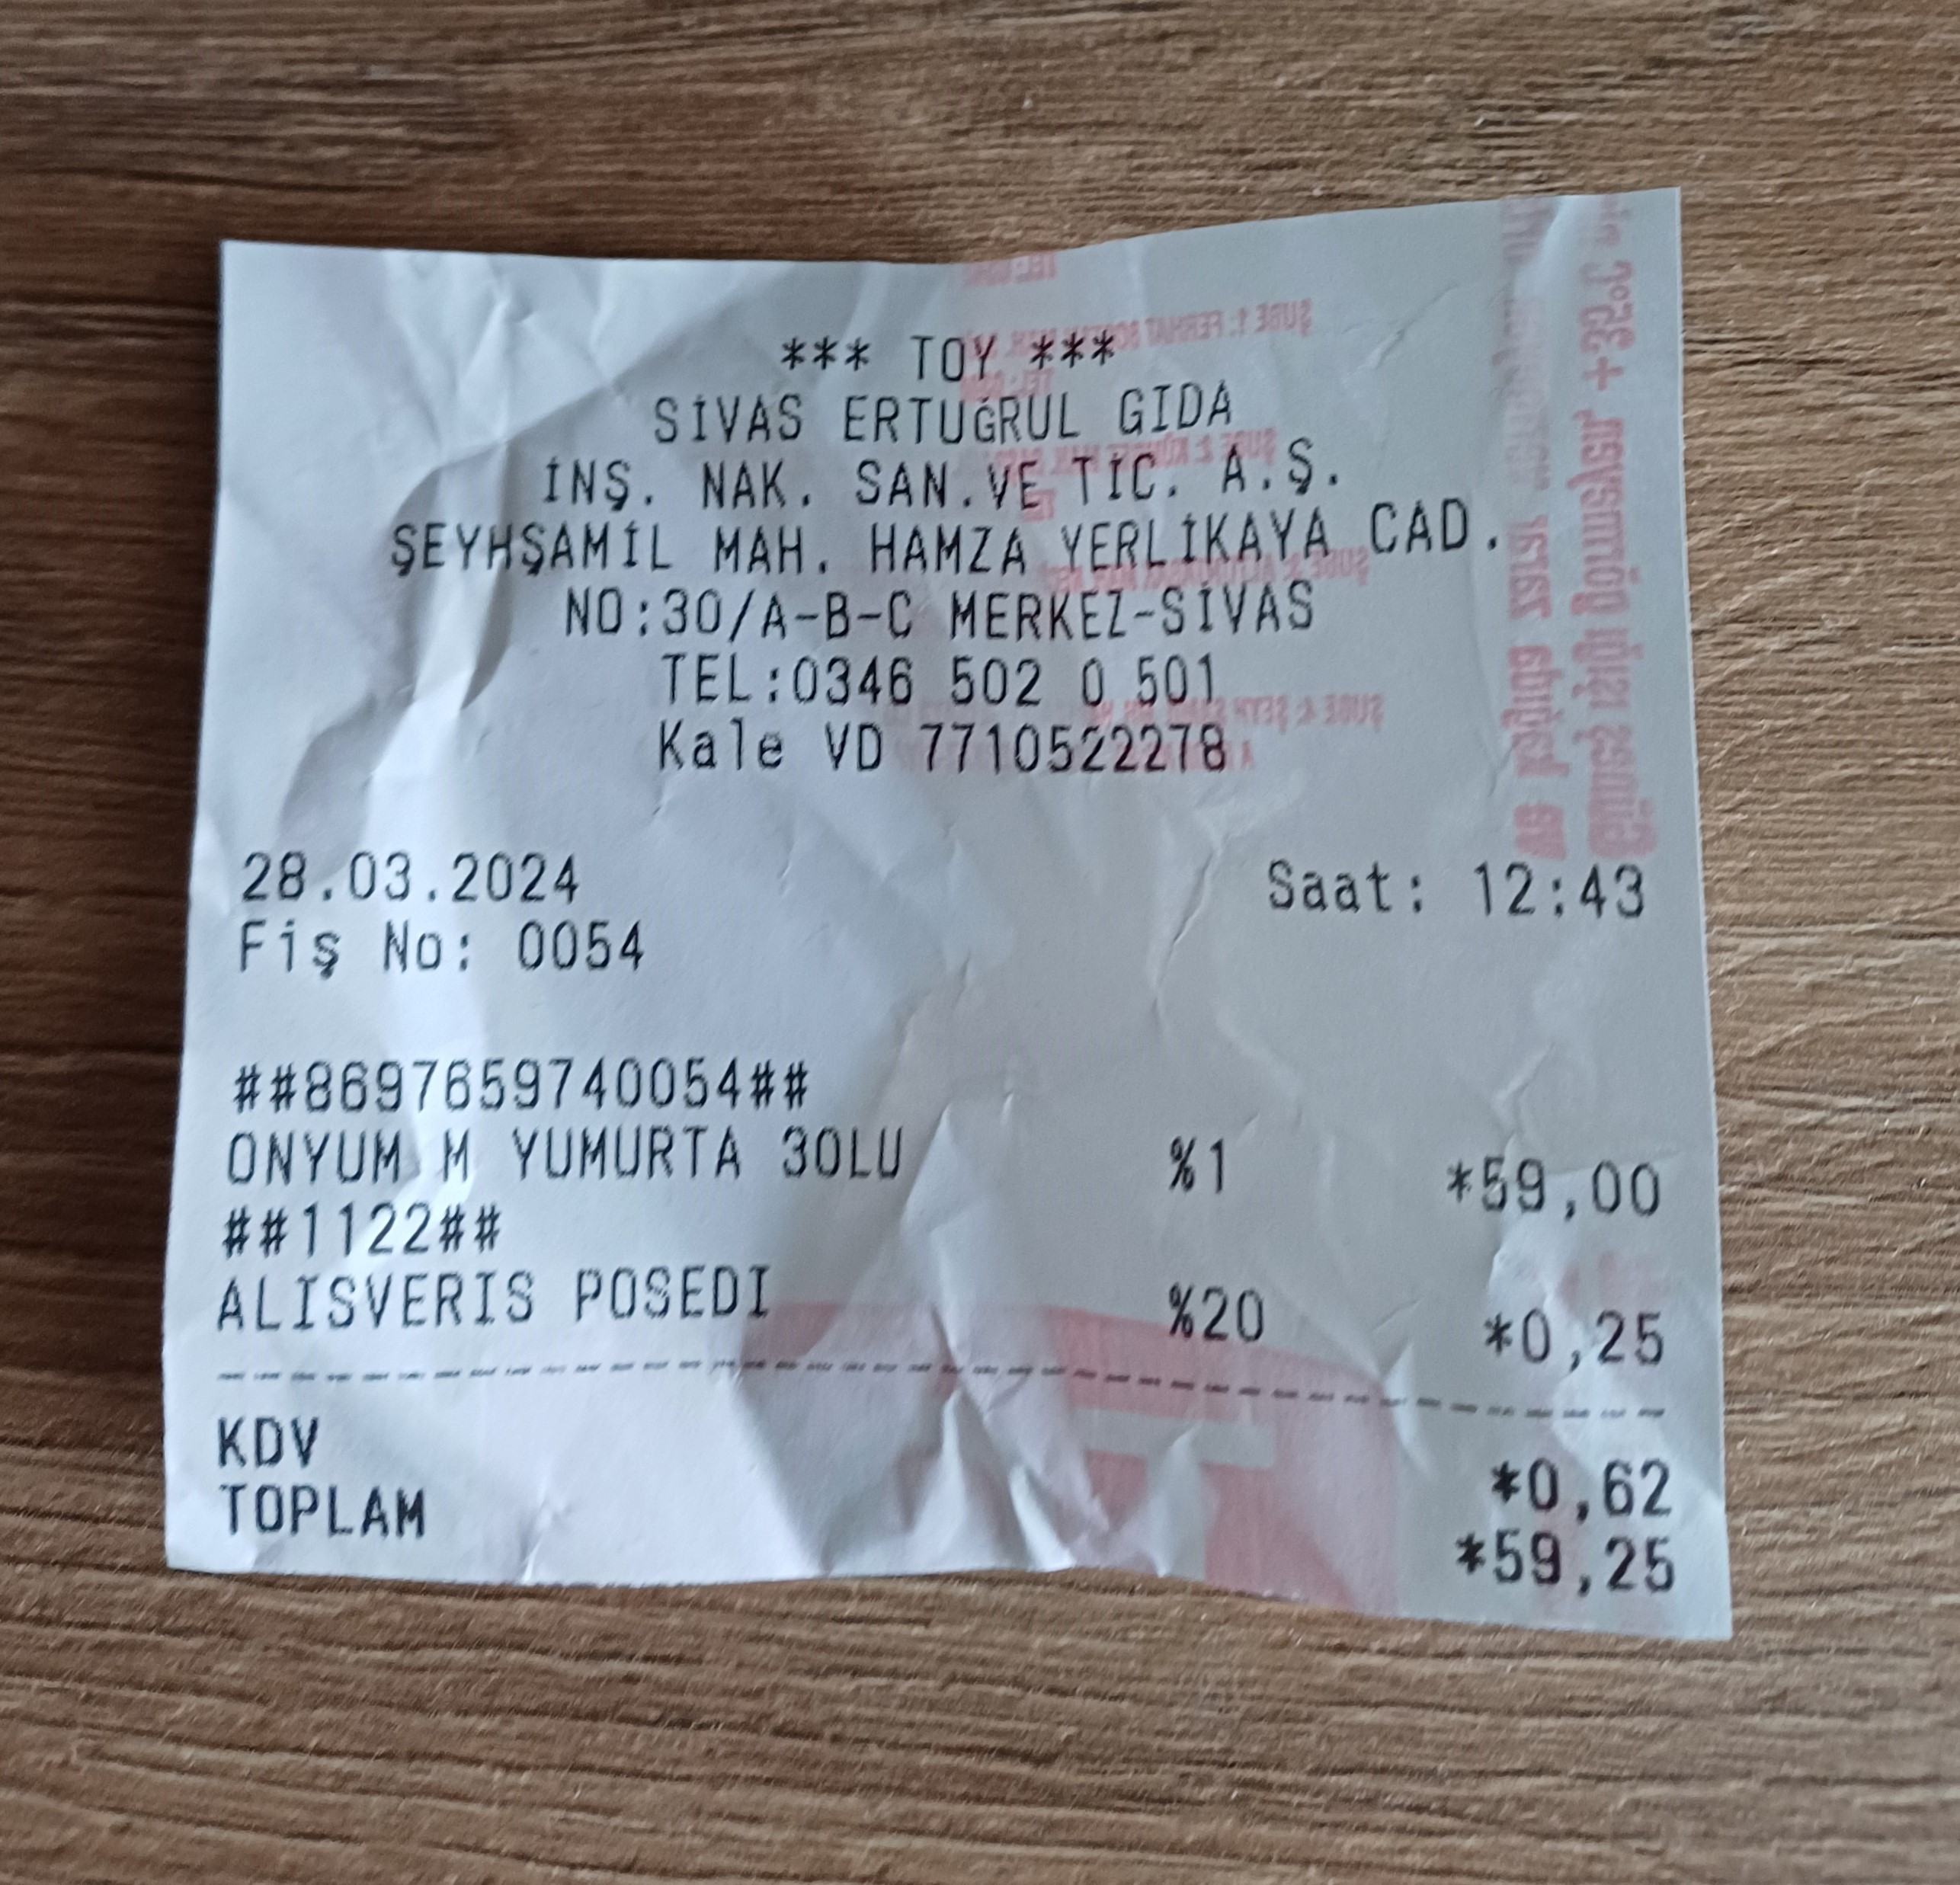 *** TOY ***
SİVAS ERTUĞRUL GIDA
İNŞ. NAK. SAN.VE TİC. A.Ş.
ŞEYHŞAMİL MAH. HAMZA YERLİKAYA CAD.
NO:30/A-B-C MERKEZ-SİVAS
TEL:0346 502 0 501
Kale VD 7710522278
28.03.2024 Saat: 12:43
Fiş No: 0054
##8697659740054##
ONYUM M YUMURTA 30LU %1 *59,00
##1122##
ALISVERIS POSEDI %20 *0,25
KDV *0,62
TOPLAM *59,25